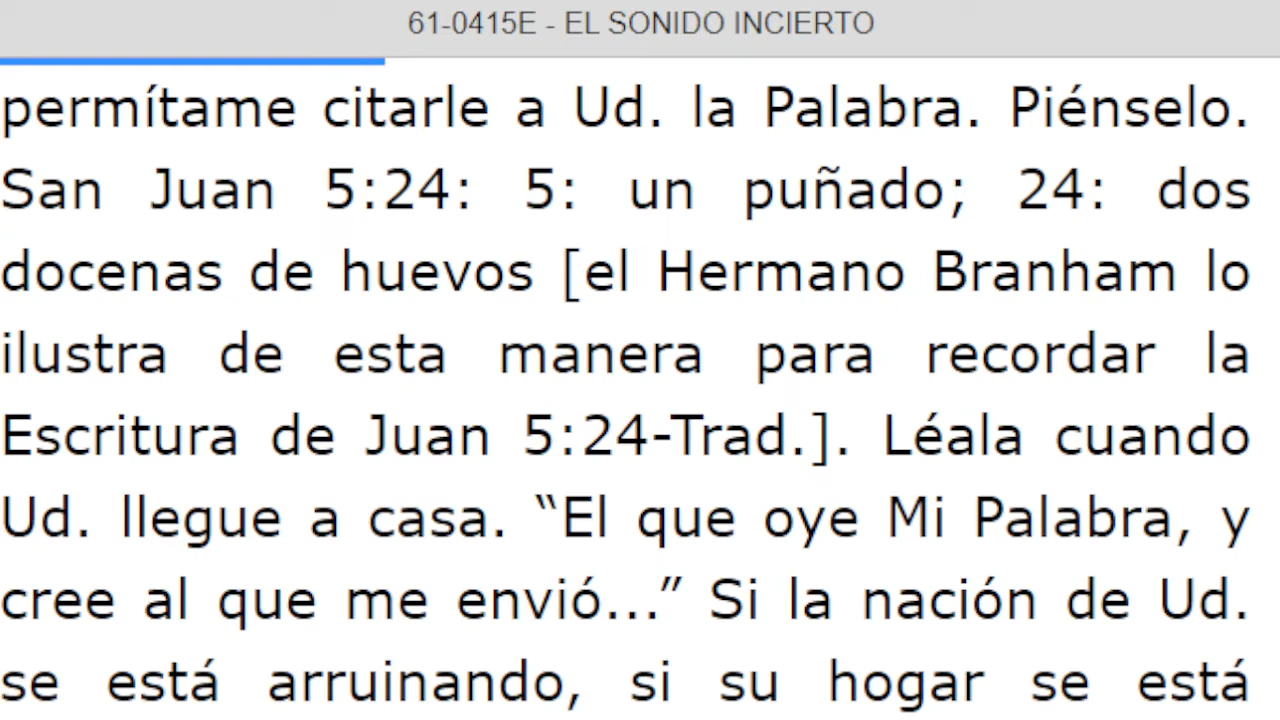 61-0415E - EL SONIDO INCIERTO
permítame citarle a Ud. la Palabra. Piénselo.
San Juan 5:24: 5: un puñado; 24: dos
docenas de huevos [el Hermano Branham lo
ilustra de esta manera para recordar la
Escritura de Juan 5:24-Trad.]. Léala cuando
Ud. llegue a casa. “El que oye Mi Palabra, y
cree al que me envió...” Si la nación de Ud.
se está arruinando, si su hogar se está